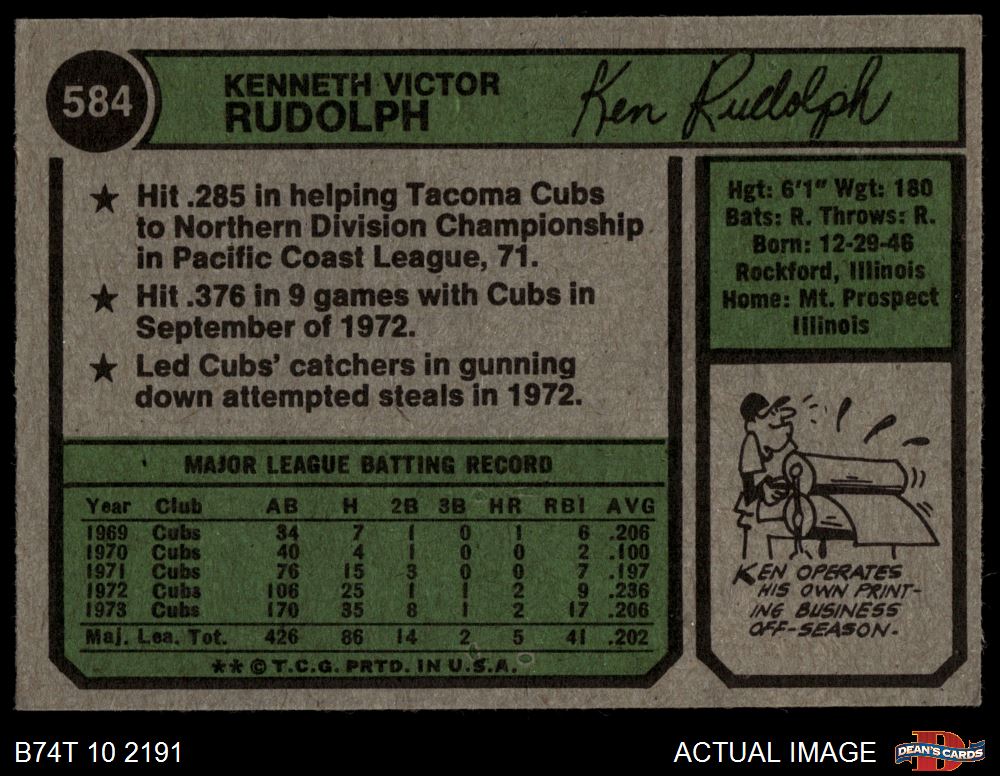 584
KENNETH VICTOR
RUDOLPH
Ken Rudolph
★ Hit .285 in helping Tacoma Cubs
to Northern Division Championship
in Pacific Coast League, 71.
★ Hit .376 in 9 games with Cubs in
September of 1972.
★ Led Cubs' catchers in gunning
down attempted steals in 1972.
Hgt: 6'1" Wgt: 180
Bats: R. Throws: R.
Born: 12-29-46
Rockford, Illinois
Home: Mt. Prospect
Illinois
MAJOR LEAGUE BATTING RECORD
Year Club AB H 2B 3B HR RBI AVG
1969 Cubs 34 7 1 0 1 6 .206
1970 Cubs 40 4 1 0 0 2 .100
1971 Cubs 76 15 3 0 0 7 .197
1972 Cubs 106 25 1 1 2 9 .236
1973 Cubs 170 35 8 1 2 17 .206
Maj. Lea. Tot. 426 86 14 2 5 41 .202
** © T.C.G. PRTD. IN U.S.A.
KEN OPERATES
HIS OWN PRINT-
ING BUSINESS
OFF-SEASON.
B74T 10 2191
ACTUAL IMAGE
DEAN'S CARDS